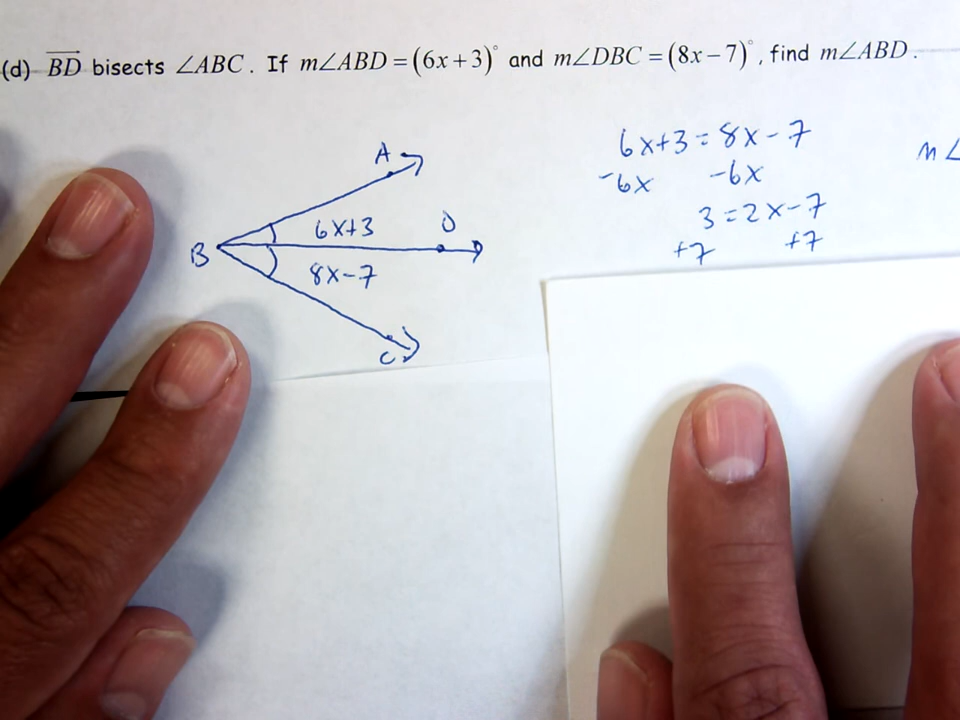 (d) BD bisects ∠ABC. If m∠ABD = (6x+3)° and m∠DBC = (8x−7)°, find m∠ABD.
A
6x+3
D
B
8x-7
C
6x+3=8x-7
-6x -6x
3=2x-7
+7 +7
m∠